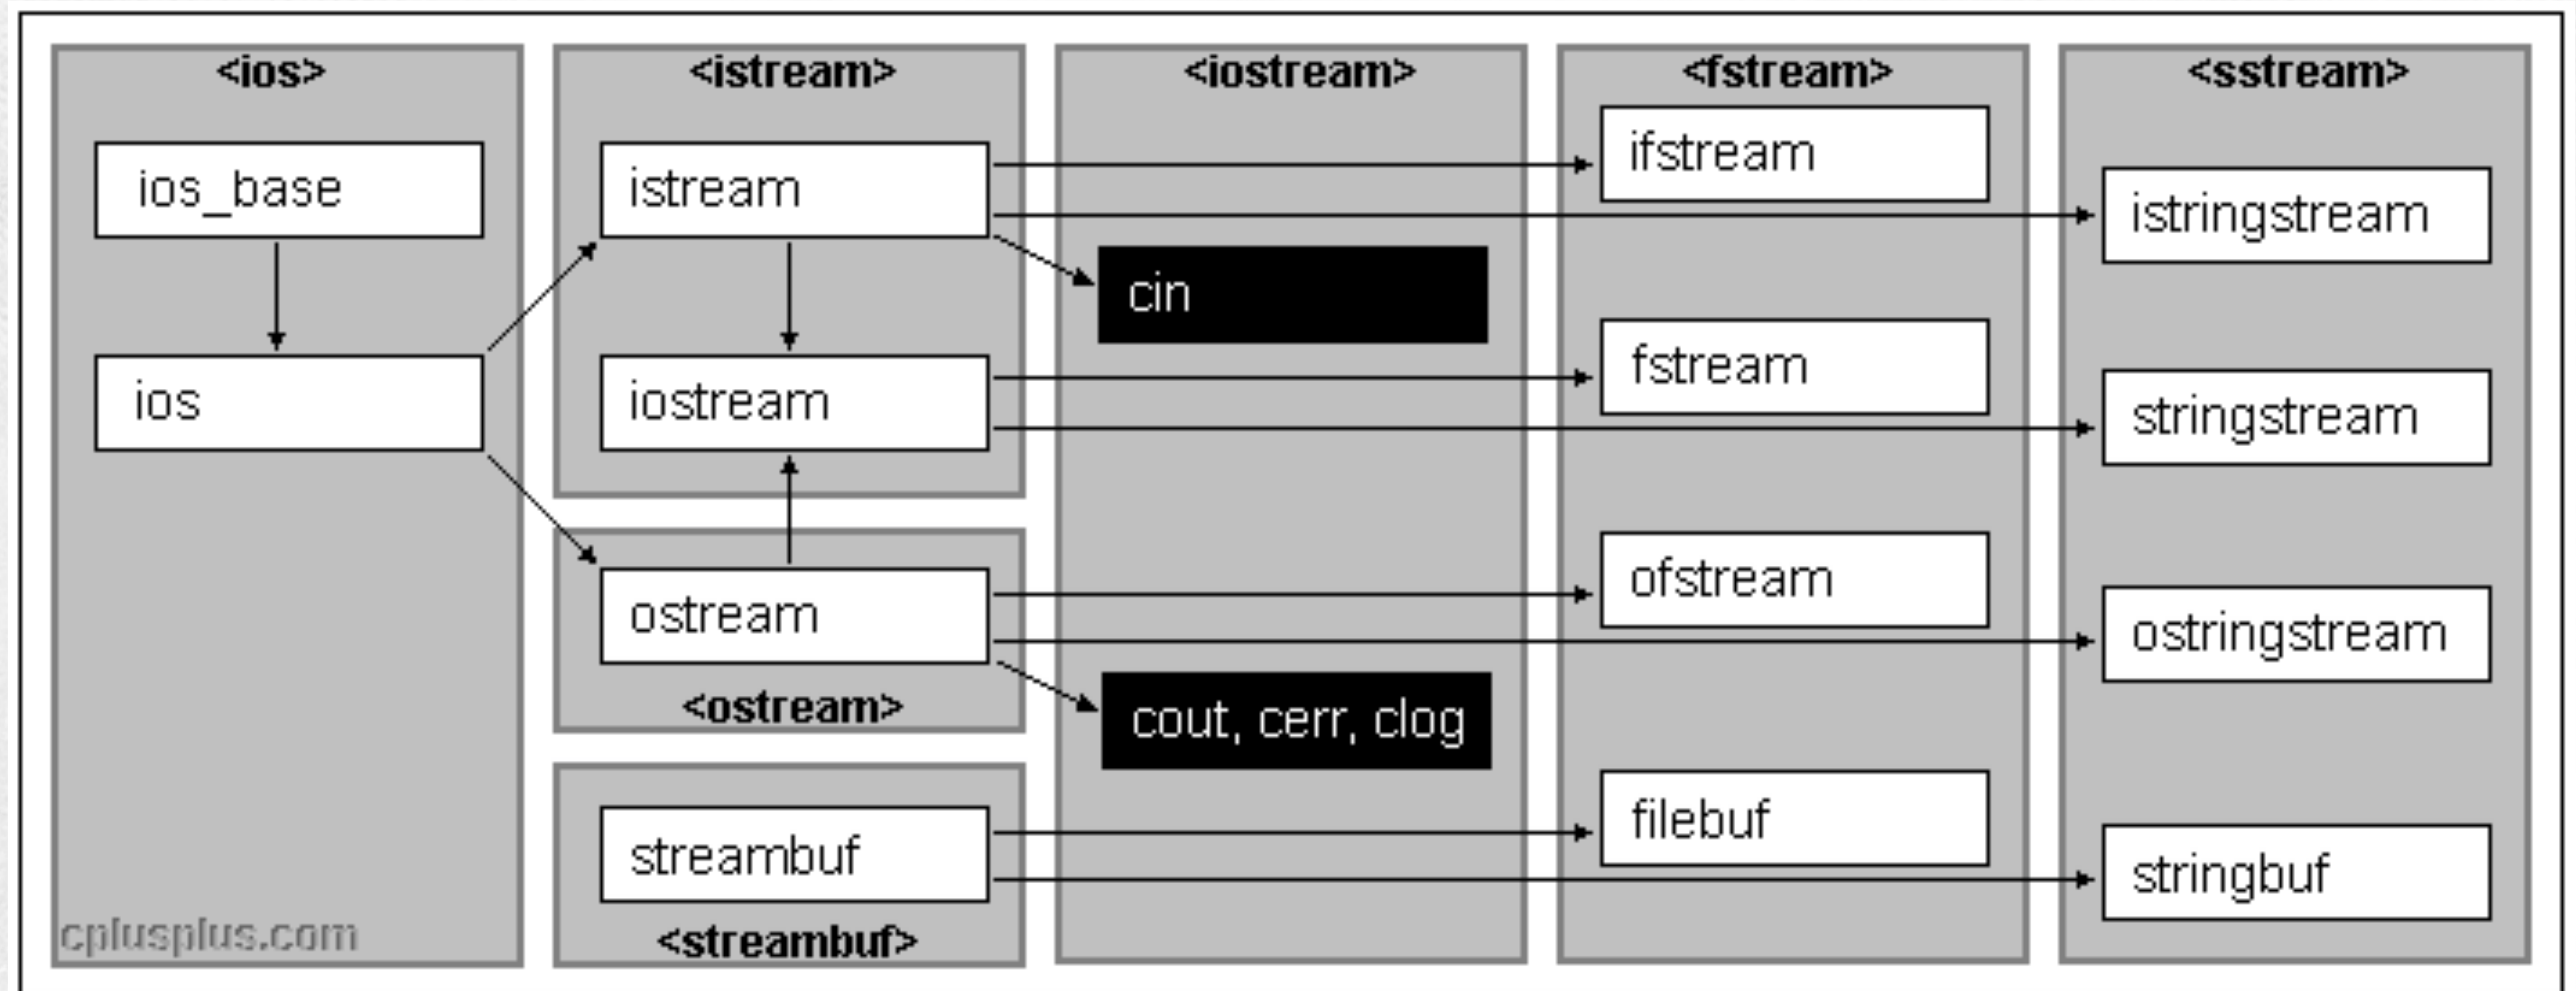 <ios>
ios_base
ios
cplusplus.com
<istream>
istream
iostream
ostream
<ostream>
streambuf
<streambuf>
<iostream>
cin
cout, cerr, clog
<fstream>
ifstream
fstream
ofstream
filebuf
<sstream>
istringstream
stringstream
ostringstream
stringbuf